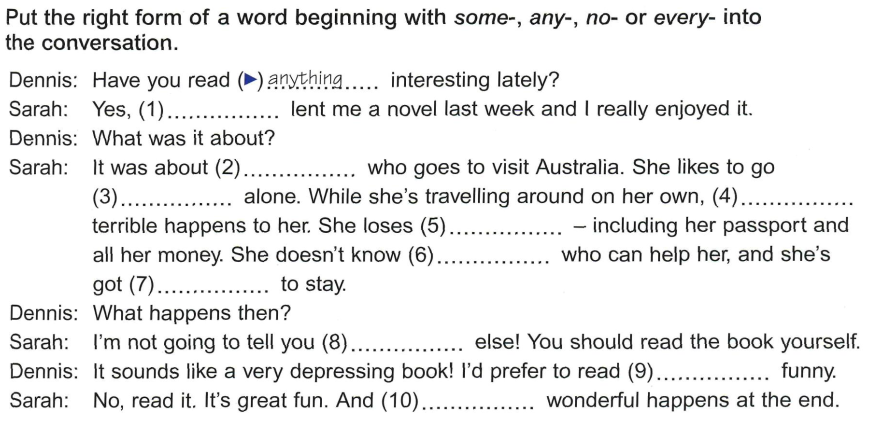 Put the right form of a word beginning with some-, any-, no- or every- into
the conversation.
Dennis: Have you read (▶) anything..... interesting lately?
Sarah: Yes, (1)................ lent me a novel last week and I really enjoyed it.
Dennis: What was it about?
Sarah: It was about (2)................ who goes to visit Australia. She likes to go
(3)................ alone. While she's travelling around on her own, (4)................
terrible happens to her. She loses (5)................ – including her passport and
all her money. She doesn't know (6)................ who can help her, and she's
got (7)................ to stay.
Dennis: What happens then?
Sarah: I'm not going to tell you (8)................ else! You should read the book yourself.
Dennis: It sounds like a very depressing book! I'd prefer to read (9)................ funny.
Sarah: No, read it. It's great fun. And (10)................ wonderful happens at the end.